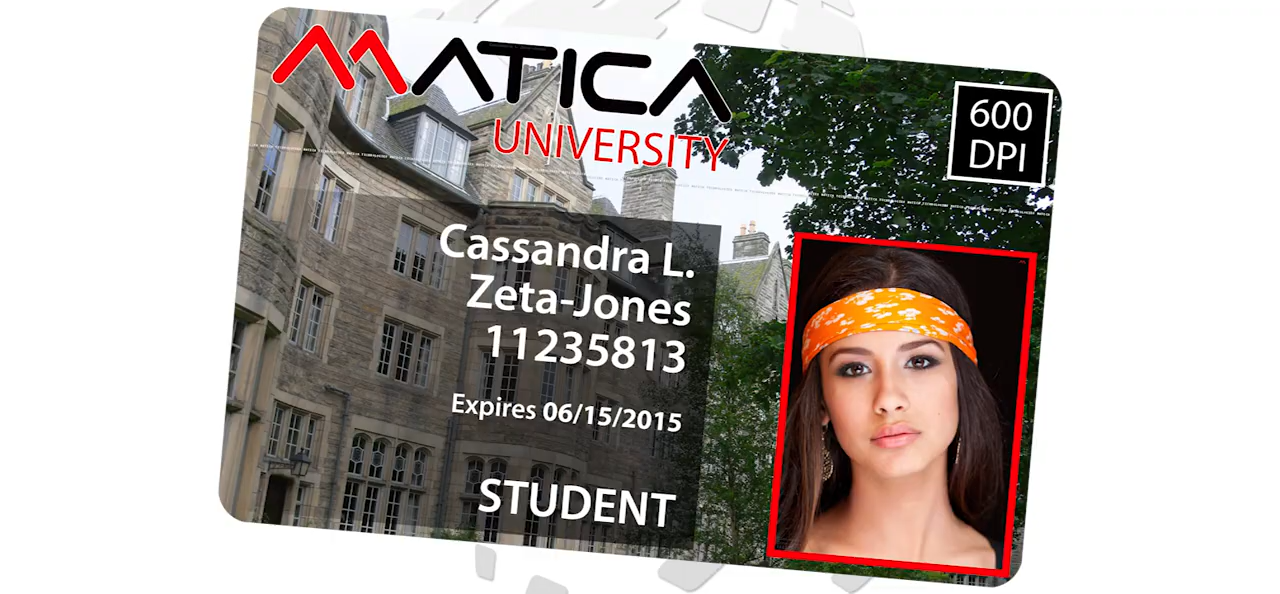 MATICA
UNIVERSITY
600
DPI
Cassandra L.
Zeta-Jones
11235813
Expires 06/15/2015
STUDENT